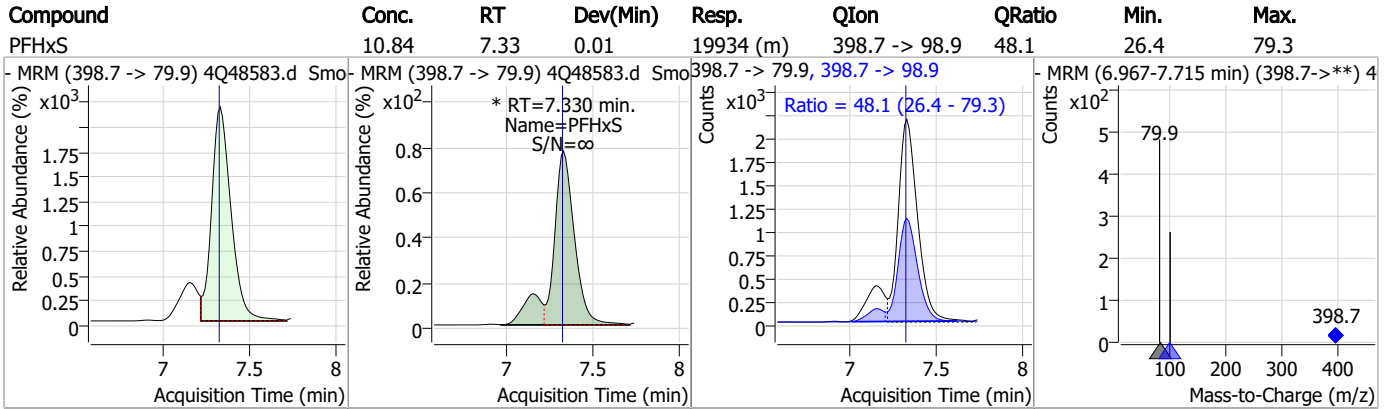 Compound Conc. RT Dev(Min) Resp. QIon QRatio Min. Max.
PFHxS 10.84 7.33 0.01 19934 (m) 398.7 -> 98.9 48.1 26.4 79.3
- MRM (398.7 -> 79.9) 4Q48583.d Smo
Relative Abundance (%)
x10³
1.75
1.5
1.25
1
0.75
0.5
0.25
0
7 7.5 8
Acquisition Time (min)
- MRM (398.7 -> 79.9) 4Q48583.d Smo
Relative Abundance (%)
x10²
* RT=7.330 min.
Name=PFHxS
S/N=∞
0.8
0.6
0.4
0.2
0
7 7.5 8
Acquisition Time (min)
398.7 -> 79.9, 398.7 -> 98.9
Counts
x10³
Ratio = 48.1 (26.4 - 79.3)
2
1.75
1.5
1.25
1
0.75
0.5
0.25
0
7 7.5 8
Acquisition Time (min)
- MRM (6.967-7.715 min) (398.7->**) 4
Counts
x10²
5
4
3
2
1
0
79.9
398.7
100 200 300 400
Mass-to-Charge (m/z)